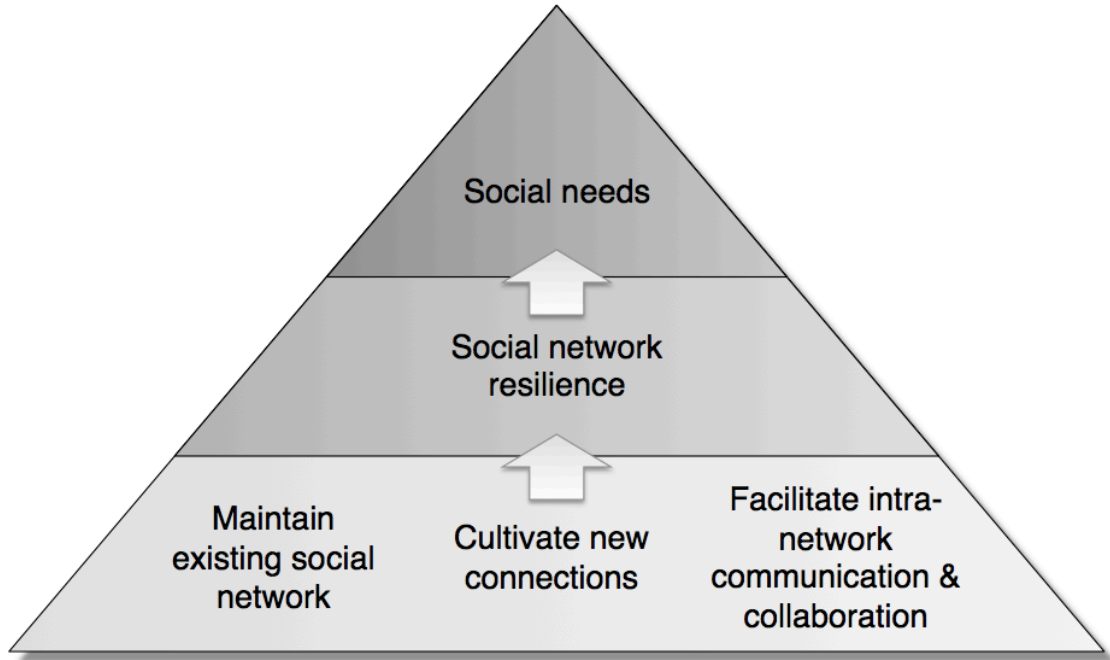 Social needs
Social network
resilience
Maintain
existing social
network
Cultivate new
connections
Facilitate intra-
network
communication &
collaboration